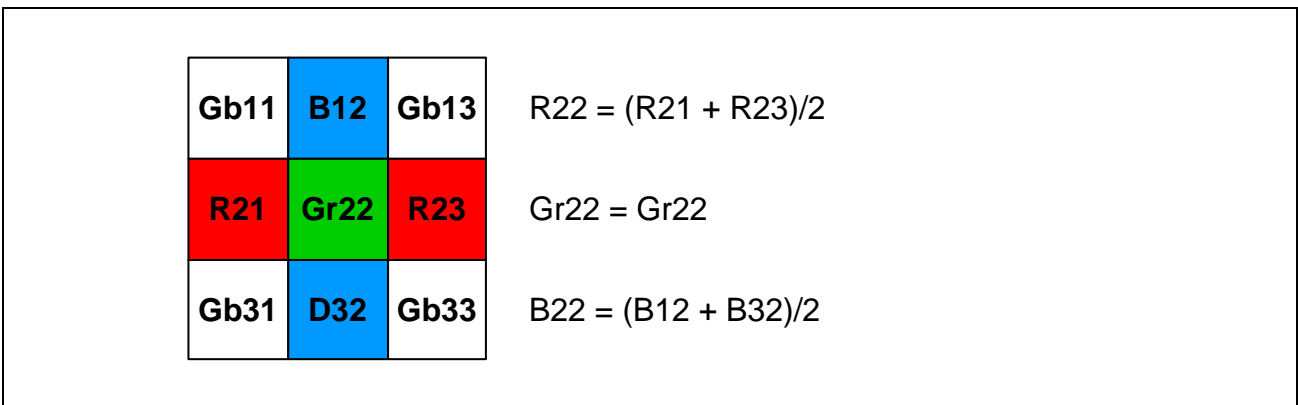 Gb11 B12 Gb13 R22 = (R21 + R23)/2
R21 Gr22 R23 Gr22 = Gr22
Gb31 D32 Gb33 B22 = (B12 + B32)/2